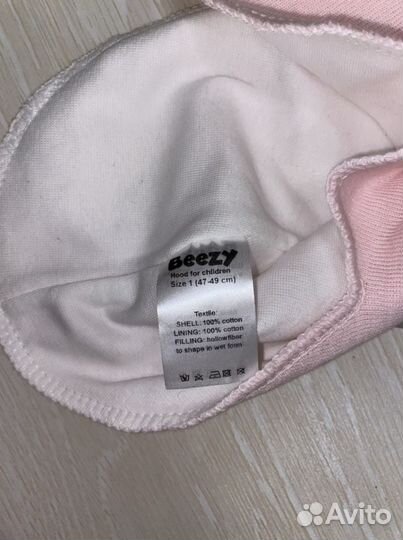 Beezy
Hood for children
Size 1 (47-49 cm)
Textile:
SHELL: 100% cotton
LINING: 100% cotton
FILLING: hollowfiber
to shape in wet form
Avito